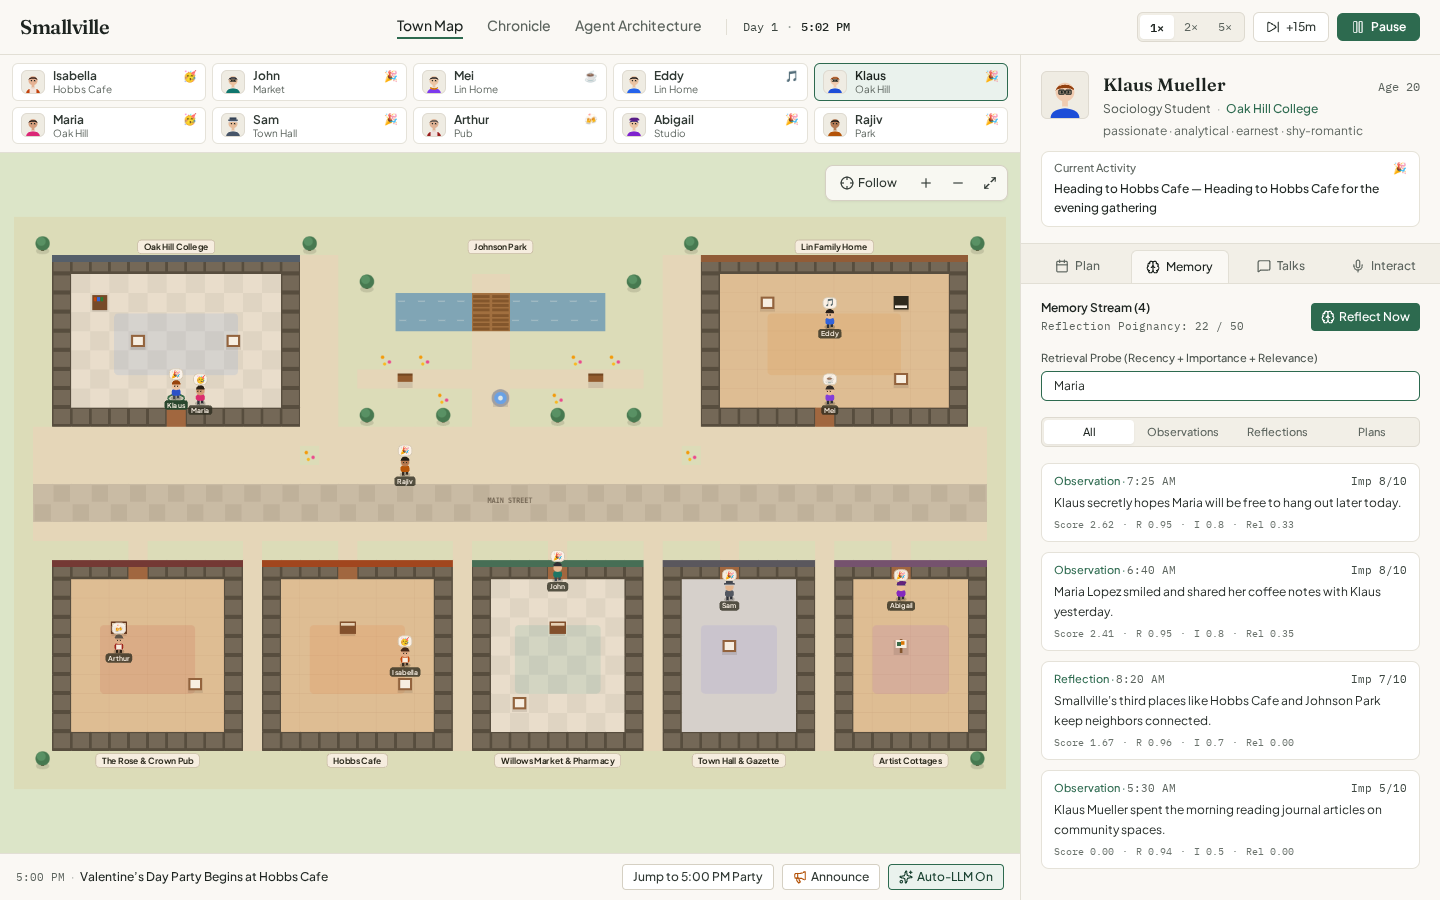 Smallville
Town Map
Chronicle
Agent Architecture
Day 1 · 5:02 PM
1×
2×
5×
+15m
Pause
Isabella
Hobbs Cafe
John
Market
Mei
Lin Home
Eddy
Lin Home
Klaus
Oak Hill
Maria
Oak Hill
Sam
Town Hall
Arthur
Pub
Abigail
Studio
Rajiv
Park
Follow
Oak Hill College
Johnson Park
Lin Family Home
Eddy
Klaus
Maria
Mei
Rajiv
MAIN STREET
John
Sam
Abigail
Arthur
Isabella
The Rose & Crown Pub
Hobbs Cafe
Willows Market & Pharmacy
Town Hall & Gazette
Artist Cottages
5:00 PM · Valentine's Day Party Begins at Hobbs Cafe
Jump to 5:00 PM Party
Announce
Auto-LLM On
Klaus Mueller
Age 20
Sociology Student · Oak Hill College
passionate · analytical · earnest · shy-romantic
Current Activity
Heading to Hobbs Cafe — Heading to Hobbs Cafe for the
evening gathering
Plan
Memory
Talks
Interact
Memory Stream (4)
Reflection Poignancy: 22 / 50
Reflect Now
Retrieval Probe (Recency + Importance + Relevance)
Maria
All
Observations
Reflections
Plans
Observation · 7:25 AM
Imp 8/10
Klaus secretly hopes Maria will be free to hang out later today.
Score 2.62 · R 0.95 · I 0.8 · Rel 0.33
Observation · 6:40 AM
Imp 8/10
Maria Lopez smiled and shared her coffee notes with Klaus
yesterday.
Score 2.41 · R 0.95 · I 0.8 · Rel 0.35
Reflection · 8:20 AM
Imp 7/10
Smallville's third places like Hobbs Cafe and Johnson Park
keep neighbors connected.
Score 1.67 · R 0.96 · I 0.7 · Rel 0.00
Observation · 5:30 AM
Imp 5/10
Klaus Mueller spent the morning reading journal articles on
community spaces.
Score 0.00 · R 0.94 · I 0.5 · Rel 0.00